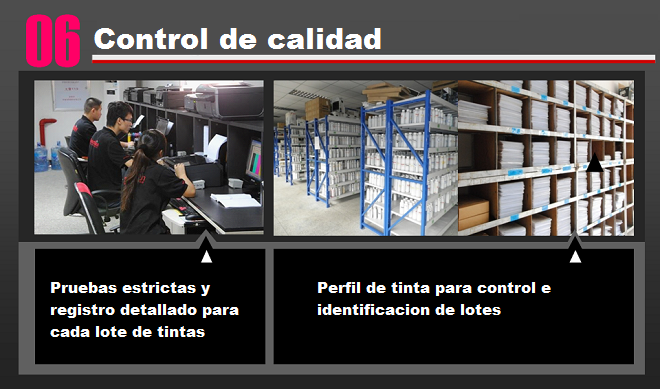 06 Control de calidad
Pruebas estrictas y
registro detallado para
cada lote de tintas
Perfil de tinta para control e
identificacion de lotes